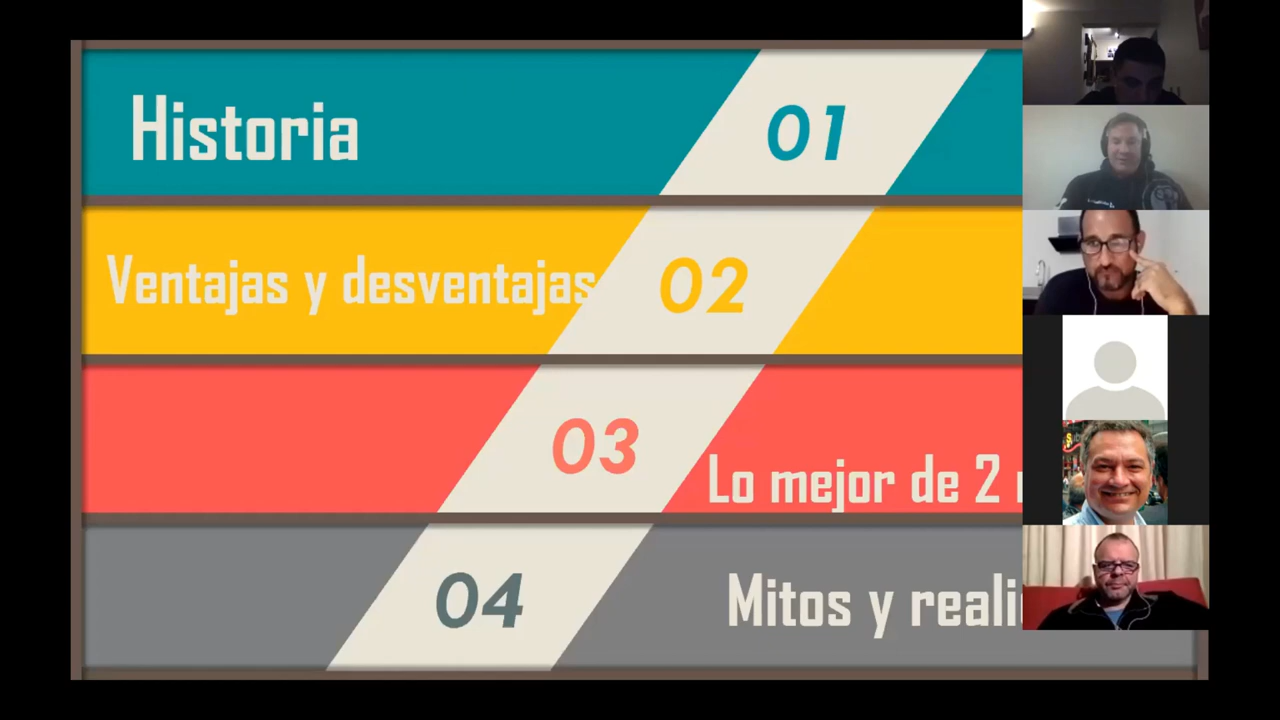 Historia 01
Ventajas y desventajas 02
03 Lo mejor de 2
04 Mitos y reali